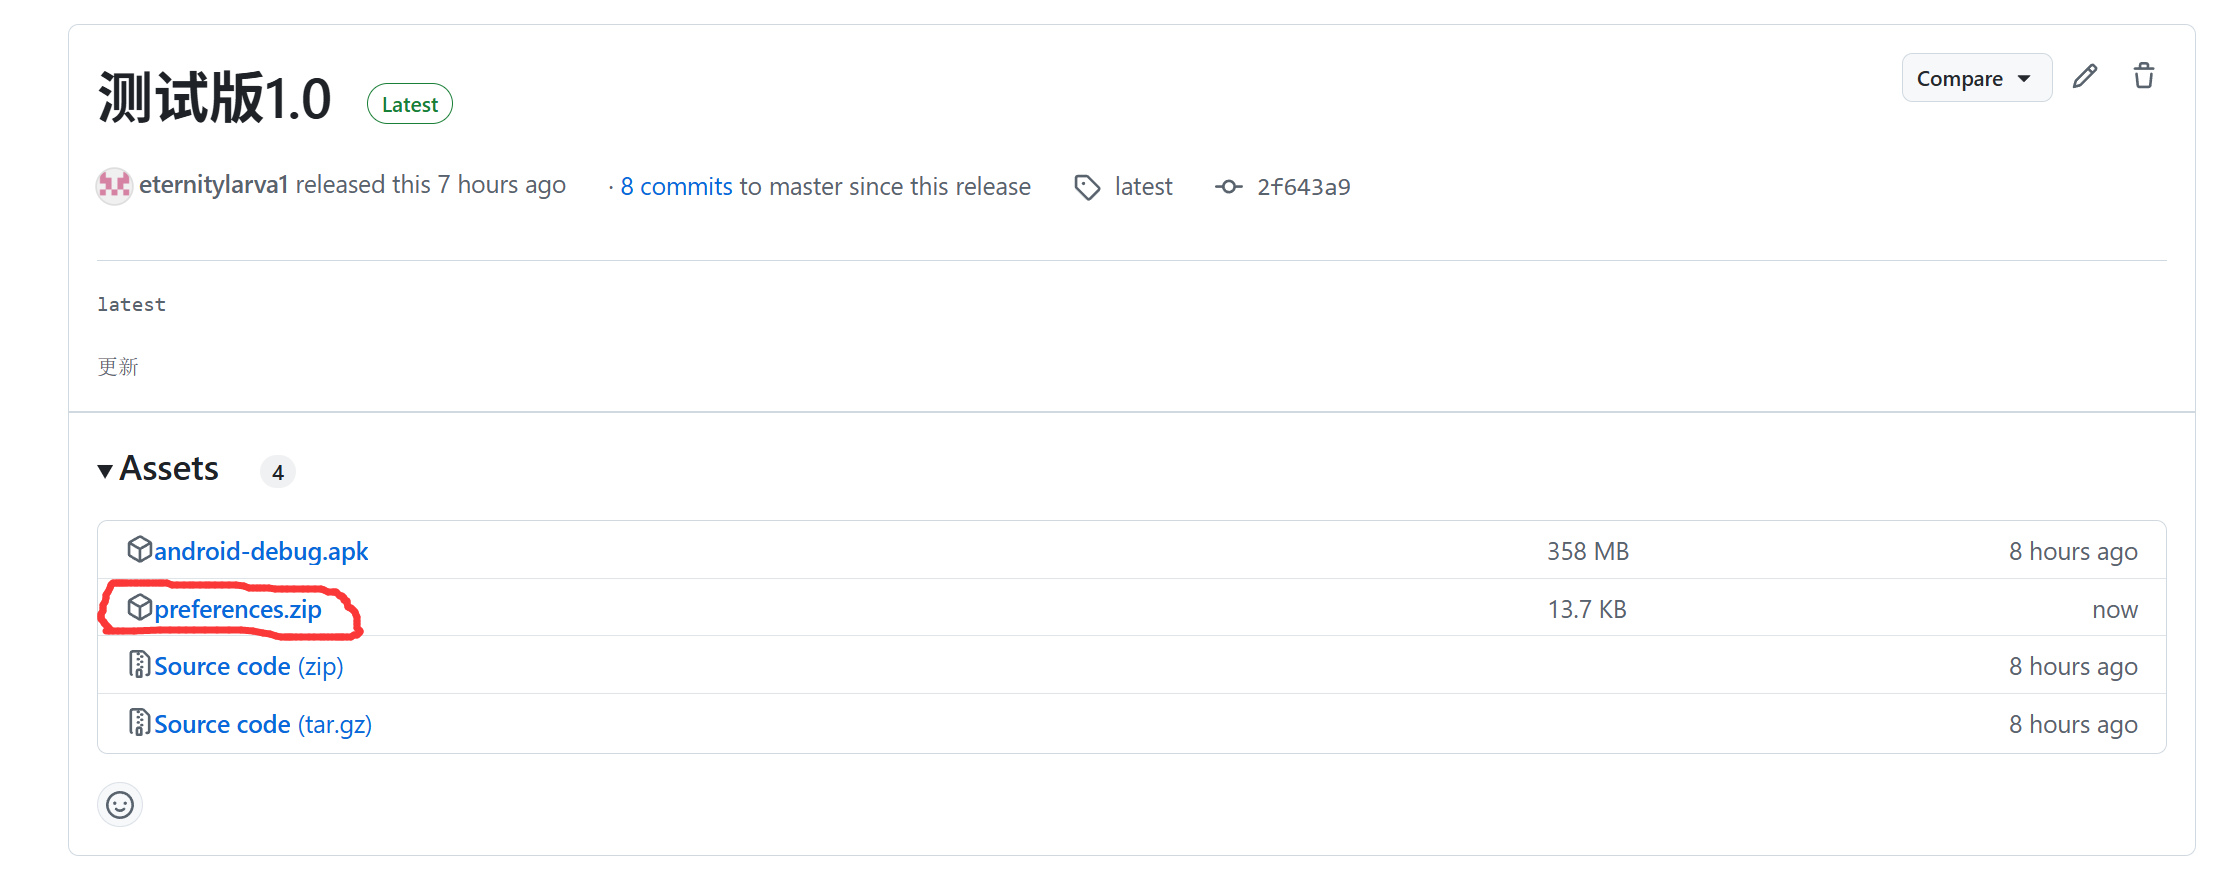 测试版1.0 Latest Compare
eternitylarva1 released this 7 hours ago · 8 commits to master since this release latest 2f643a9
latest
更新
Assets 4
android-debug.apk 358 MB 8 hours ago
preferences.zip 13.7 KB now
Source code (zip) 8 hours ago
Source code (tar.gz) 8 hours ago